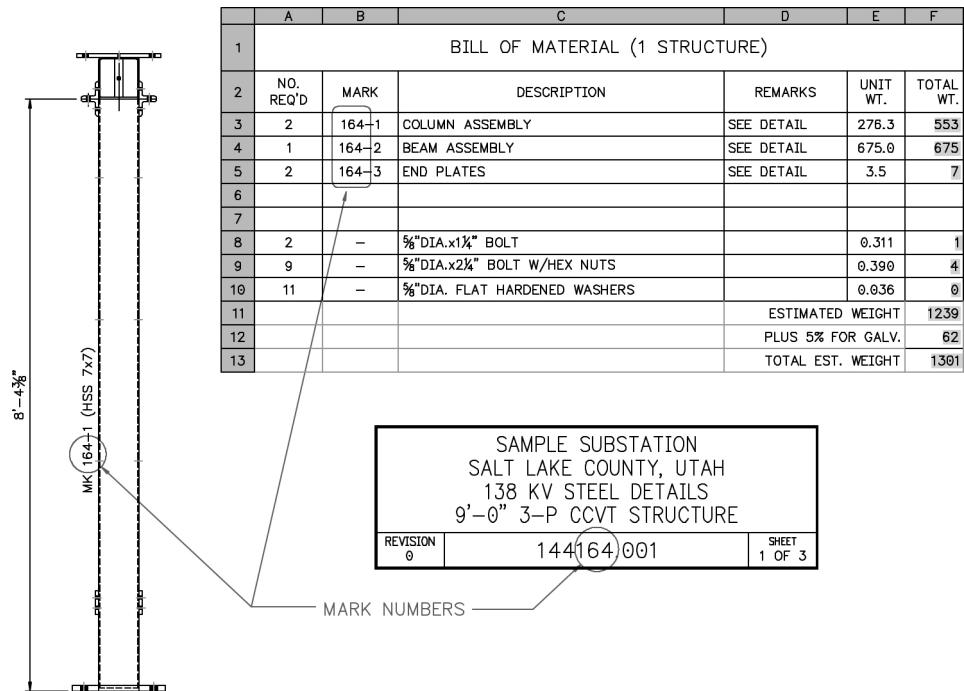 A B C D E F
1 BILL OF MATERIAL (1 STRUCTURE)
2 NO. REQ'D MARK DESCRIPTION REMARKS UNIT WT. TOTAL WT.
3 2 164-1 COLUMN ASSEMBLY SEE DETAIL 276.3 553
4 1 164-2 BEAM ASSEMBLY SEE DETAIL 675.0 675
5 2 164-3 END PLATES SEE DETAIL 3.5 7
6
7
8 2 – ⅝"DIA.x1¼" BOLT 0.311 1
9 9 – ⅝"DIA.x2¼" BOLT W/HEX NUTS 0.390 4
10 11 – ⅝"DIA. FLAT HARDENED WASHERS 0.036 0
11 ESTIMATED WEIGHT 1239
12 PLUS 5% FOR GALV. 62
13 TOTAL EST. WEIGHT 1301
8'-4⅜"
MK 164-1 (HSS 7x7)
SAMPLE SUBSTATION
SALT LAKE COUNTY, UTAH
138 KV STEEL DETAILS
9'-0" 3-P CCVT STRUCTURE
REVISION 0
144164.001
SHEET 1 OF 3
MARK NUMBERS